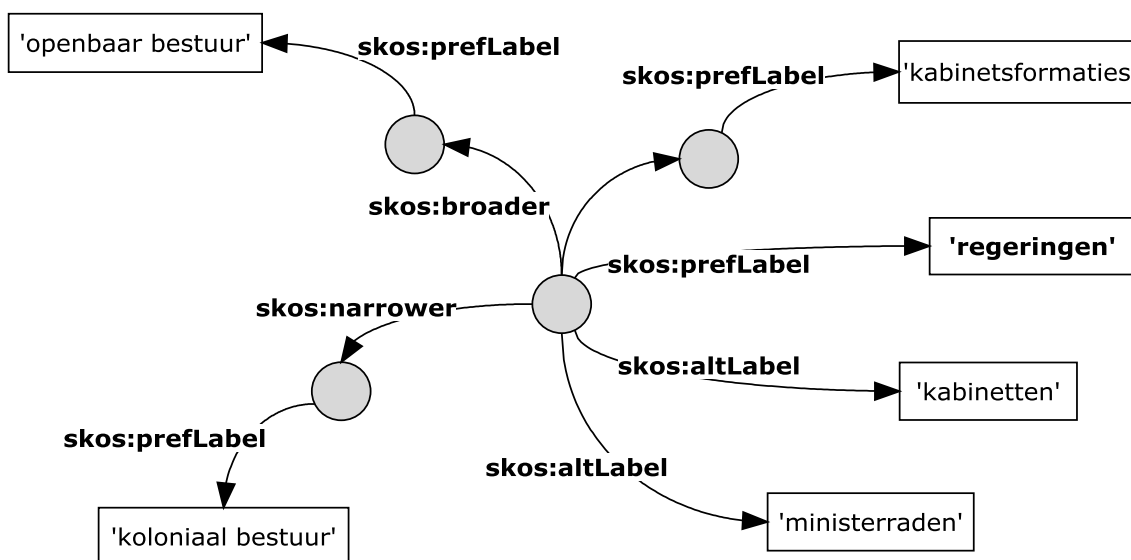 'openbaar bestuur'
skos:prefLabel
skos:prefLabel
'kabinetsformaties
skos:broader
skos:prefLabel
'regeringen'
skos:narrower
skos:altLabel
'kabinetten'
skos:prefLabel
skos:altLabel
'ministerraden'
'koloniaal bestuur'